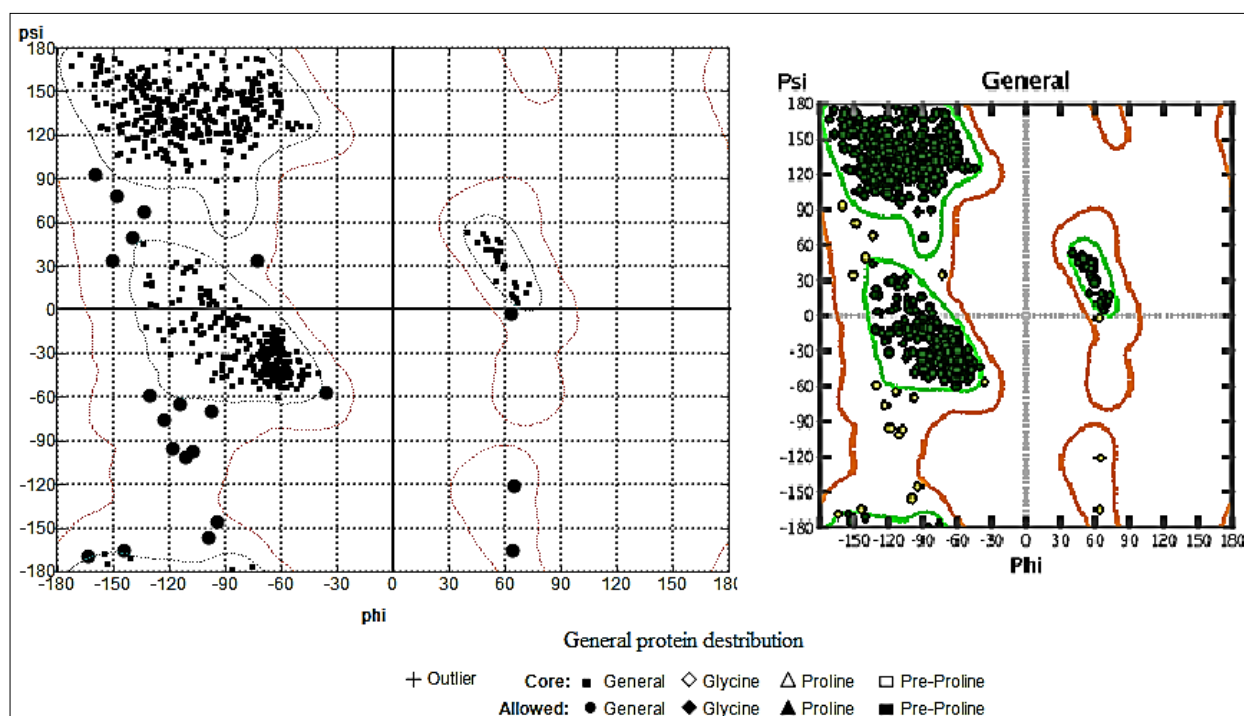 psi
180
150
120
90
60
30
0
-30
-60
-90
-120
-150
-180
-180 -150 -120 -90 -60 -30 0 30 60 90 120 150 180
phi
Psi General
180
150
120
90
60
30
0
-30
-60
-90
-120
-150
-180
-150 -120 -90 -60 -30 0 30 60 90 120 150 180
Phi
General protein destribution
Outlier Core: General Glycine Proline Pre-Proline
Allowed: General Glycine Proline Pre-Proline